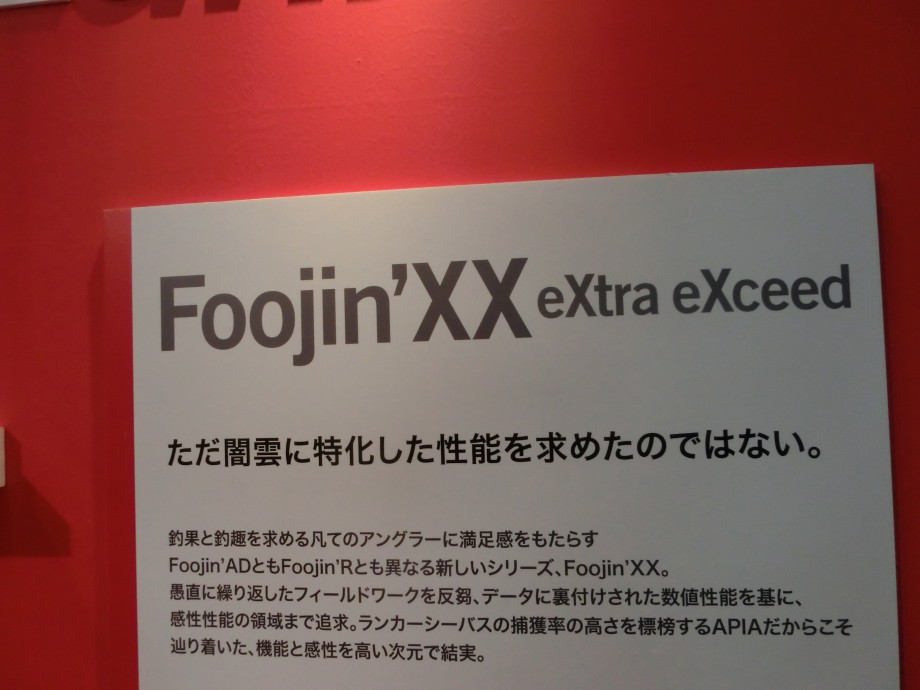 Foojin'XX eXtra eXceed
ただ闇雲に特化した性能を求めたのではない。
釣果と釣趣を求める凡てのアングラーに満足感をもたらす
Foojin'ADともFoojin'Rとも異なる新しいシリーズ、Foojin'XX。
愚直に繰り返したフィールドワークを反芻、データに裏付けされた数値性能を基に、
感性性能の領域まで追求。ランカーシーバスの捕獲率の高さを標榜するAPIAだからこそ
辿り着いた、機能と感性を高い次元で結実。